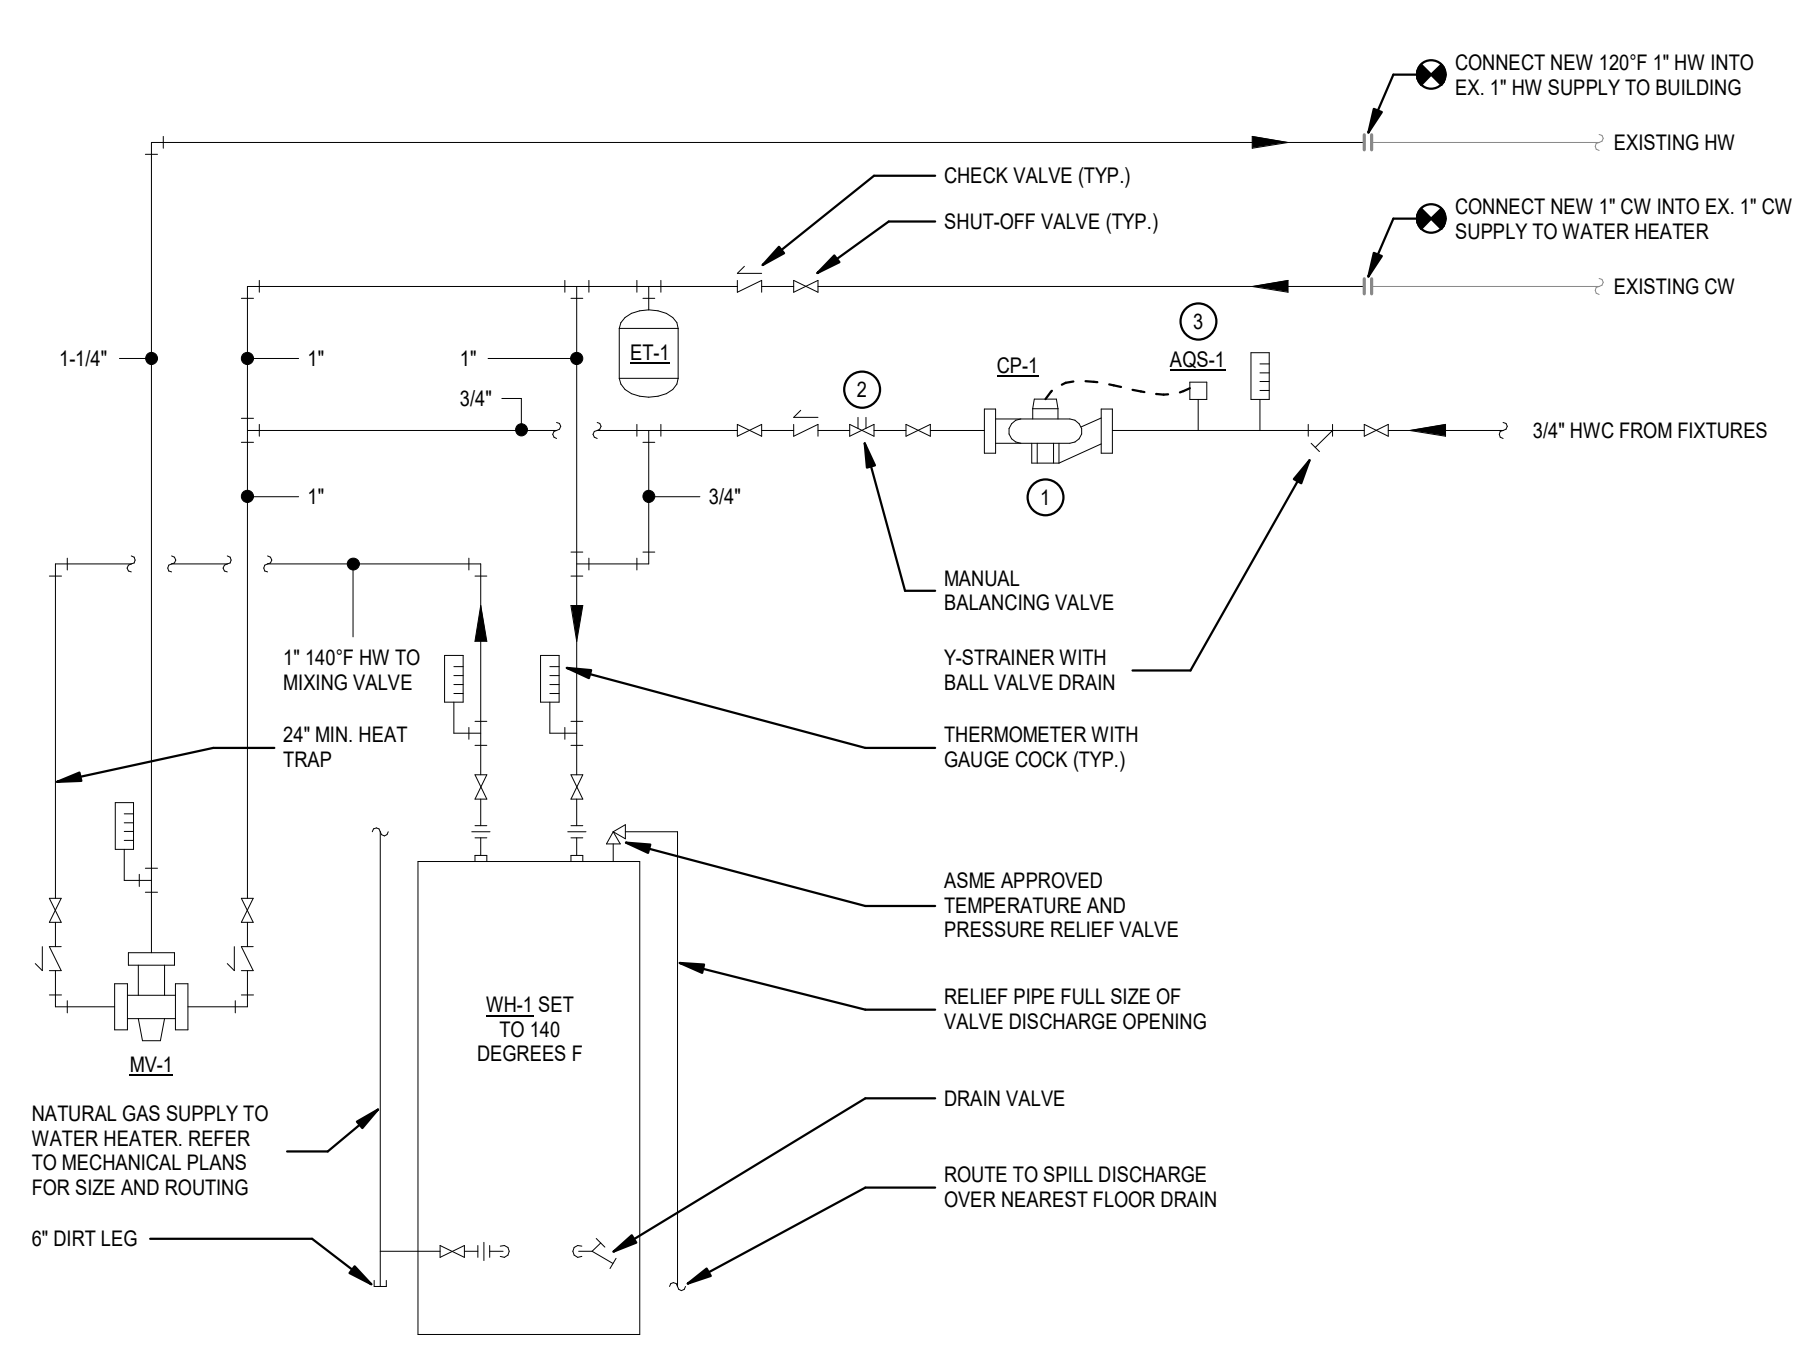 CONNECT NEW 120°F 1" HW INTO
EX. 1" HW SUPPLY TO BUILDING
EXISTING HW
CHECK VALVE (TYP.)
SHUT-OFF VALVE (TYP.)
CONNECT NEW 1" CW INTO EX. 1" CW
SUPPLY TO WATER HEATER
EXISTING CW
1-1/4"
1"
1"
ET-1
3/4"
2
CP-1
3
AQS-1
3/4" HWC FROM FIXTURES
1"
3/4"
1
MANUAL
BALANCING VALVE
1" 140°F HW TO
MIXING VALVE
Y-STRAINER WITH
BALL VALVE DRAIN
24" MIN. HEAT
TRAP
THERMOMETER WITH
GAUGE COCK (TYP.)
ASME APPROVED
TEMPERATURE AND
PRESSURE RELIEF VALVE
WH-1 SET
TO 140
DEGREES F
RELIEF PIPE FULL SIZE OF
VALVE DISCHARGE OPENING
MV-1
DRAIN VALVE
NATURAL GAS SUPPLY TO
WATER HEATER. REFER
TO MECHANICAL PLANS
FOR SIZE AND ROUTING
ROUTE TO SPILL DISCHARGE
OVER NEAREST FLOOR DRAIN
6" DIRT LEG